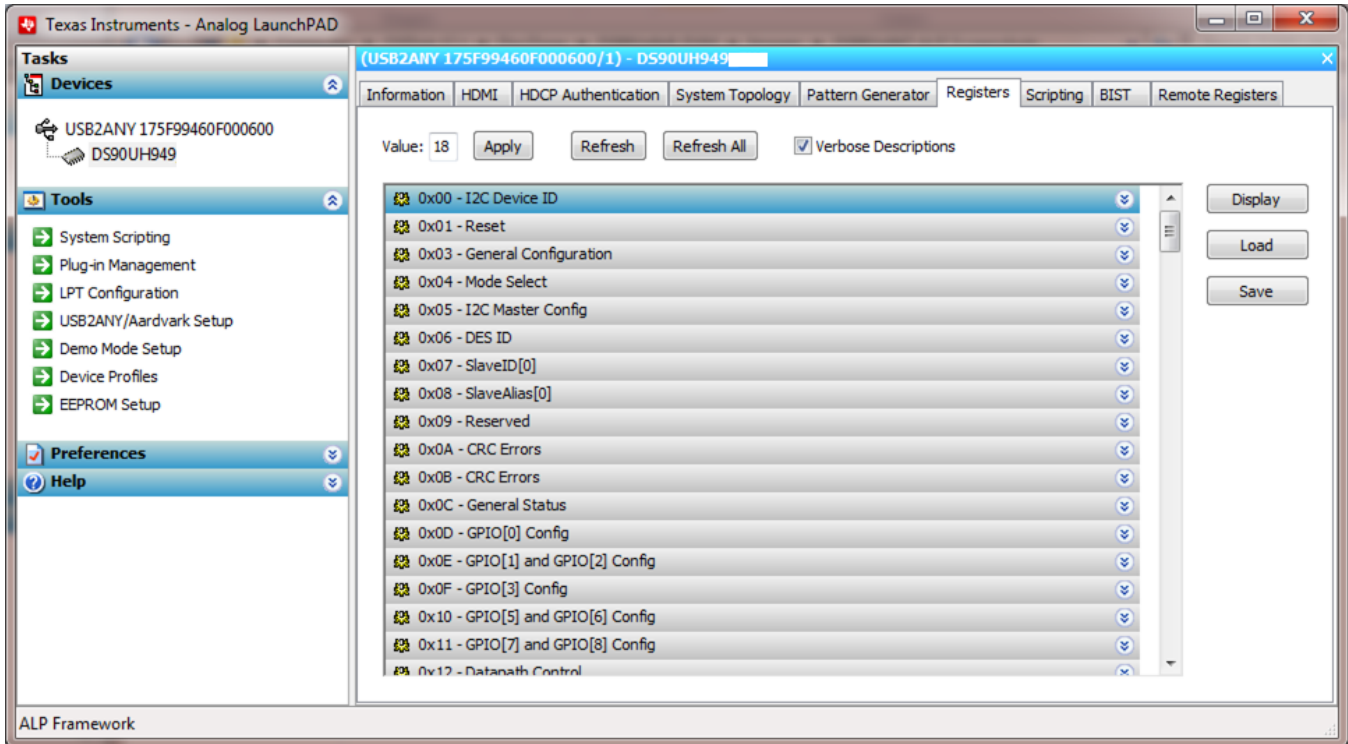 Texas Instruments - Analog LaunchPAD
Tasks
Devices
USB2ANY 175F99460F000600
DS90UH949
Tools
System Scripting
Plug-in Management
LPT Configuration
USB2ANY/Aardvark Setup
Demo Mode Setup
Device Profiles
EEPROM Setup
Preferences
Help
(USB2ANY 175F99460F000600/1) - DS90UH949
Information HDMI HDCP Authentication System Topology Pattern Generator Registers Scripting BIST Remote Registers
Value: 18 Apply Refresh Refresh All Verbose Descriptions
0x00 - I2C Device ID
0x01 - Reset
0x03 - General Configuration
0x04 - Mode Select
0x05 - I2C Master Config
0x06 - DES ID
0x07 - SlaveID[0]
0x08 - SlaveAlias[0]
0x09 - Reserved
0x0A - CRC Errors
0x0B - CRC Errors
0x0C - General Status
0x0D - GPIO[0] Config
0x0E - GPIO[1] and GPIO[2] Config
0x0F - GPIO[3] Config
0x10 - GPIO[5] and GPIO[6] Config
0x11 - GPIO[7] and GPIO[8] Config
0x12 - Datapath Control
Display
Load
Save
ALP Framework